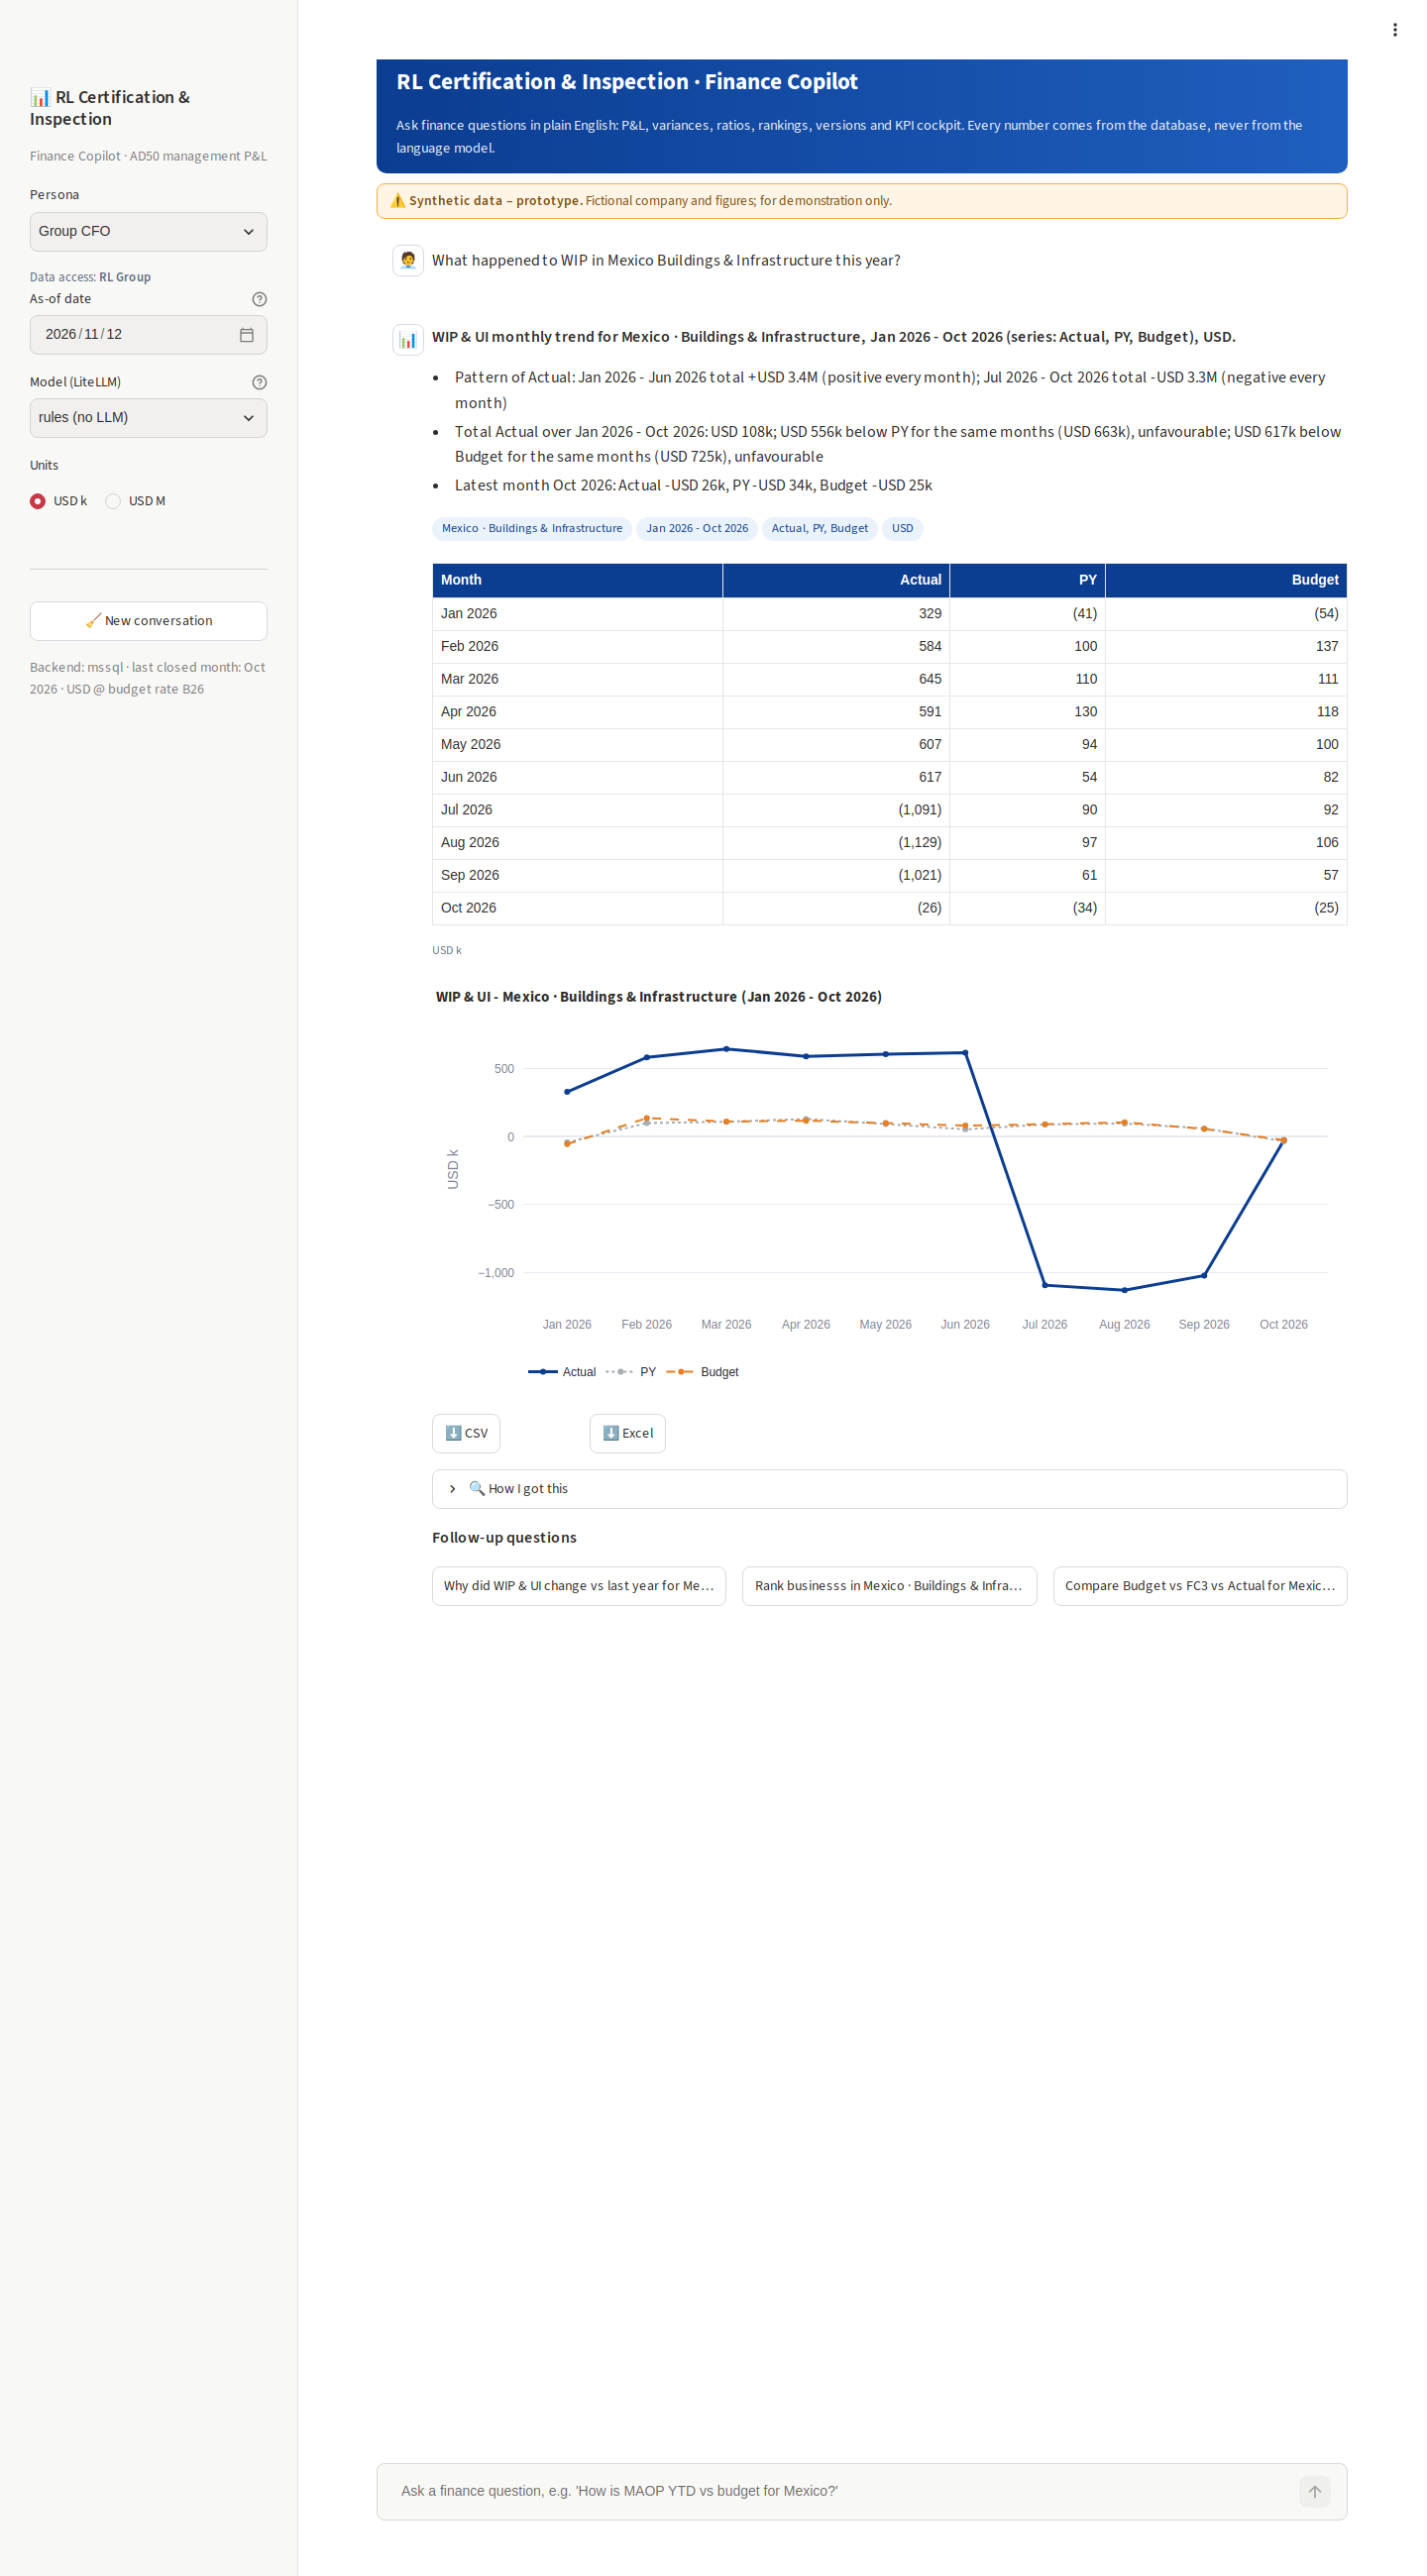 📊 RL Certification &
Inspection
Finance Copilot · AD50 management P&L
Persona
Group CFO
Data access: RL Group
As-of date
2026/11/12
Model (LiteLLM)
rules (no LLM)
Units
USD k USD M
🧹 New conversation
Backend: mssql · last closed month: Oct
2026 · USD @ budget rate B26
RL Certification & Inspection · Finance Copilot
Ask finance questions in plain English: P&L, variances, ratios, rankings, versions and KPI cockpit. Every number comes from the database, never from the
language model.
⚠️ Synthetic data – prototype. Fictional company and figures; for demonstration only.
What happened to WIP in Mexico Buildings & Infrastructure this year?
WIP & UI monthly trend for Mexico · Buildings & Infrastructure, Jan 2026 - Oct 2026 (series: Actual, PY, Budget), USD.
• Pattern of Actual: Jan 2026 - Jun 2026 total +USD 3.4M (positive every month); Jul 2026 - Oct 2026 total -USD 3.3M (negative every
month)
• Total Actual over Jan 2026 - Oct 2026: USD 108k; USD 556k below PY for the same months (USD 663k), unfavourable; USD 617k below
Budget for the same months (USD 725k), unfavourable
• Latest month Oct 2026: Actual -USD 26k, PY -USD 34k, Budget -USD 25k
Mexico · Buildings & Infrastructure Jan 2026 - Oct 2026 Actual, PY, Budget USD
Month Actual PY Budget
Jan 2026 329 (41) (54)
Feb 2026 584 100 137
Mar 2026 645 110 111
Apr 2026 591 130 118
May 2026 607 94 100
Jun 2026 617 54 82
Jul 2026 (1,091) 90 92
Aug 2026 (1,129) 97 106
Sep 2026 (1,021) 61 57
Oct 2026 (26) (34) (25)
USD k
WIP & UI - Mexico · Buildings & Infrastructure (Jan 2026 - Oct 2026)
500
0
−500
−1,000
USD k
Jan 2026 Feb 2026 Mar 2026 Apr 2026 May 2026 Jun 2026 Jul 2026 Aug 2026 Sep 2026 Oct 2026
Actual PY Budget
⬇️ CSV ⬇️ Excel
🔍 How I got this
Follow-up questions
Why did WIP & UI change vs last year for Me… Rank businesss in Mexico · Buildings & Infra… Compare Budget vs FC3 vs Actual for Mexic…
Ask a finance question, e.g. 'How is MAOP YTD vs budget for Mexico?'